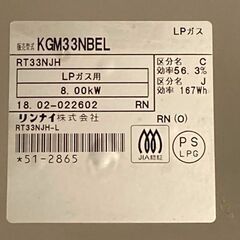 LPガス
販売型式 KGM33NBEL
RT33NJH
LPガス用
8.00kW
18.02-022602 RN
リンナイ株式会社
RT33NJH-L
*51-2865
区分名 C
効率56.3%
区分名 J
効率 167Wh
RN(O)
JIA認証
PS
LPG